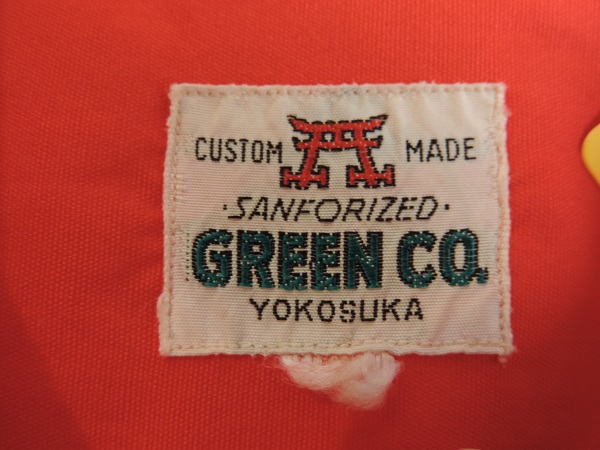 CUSTOM MADE
·SANFORIZED·
GREEN CO.
YOKOSUKA